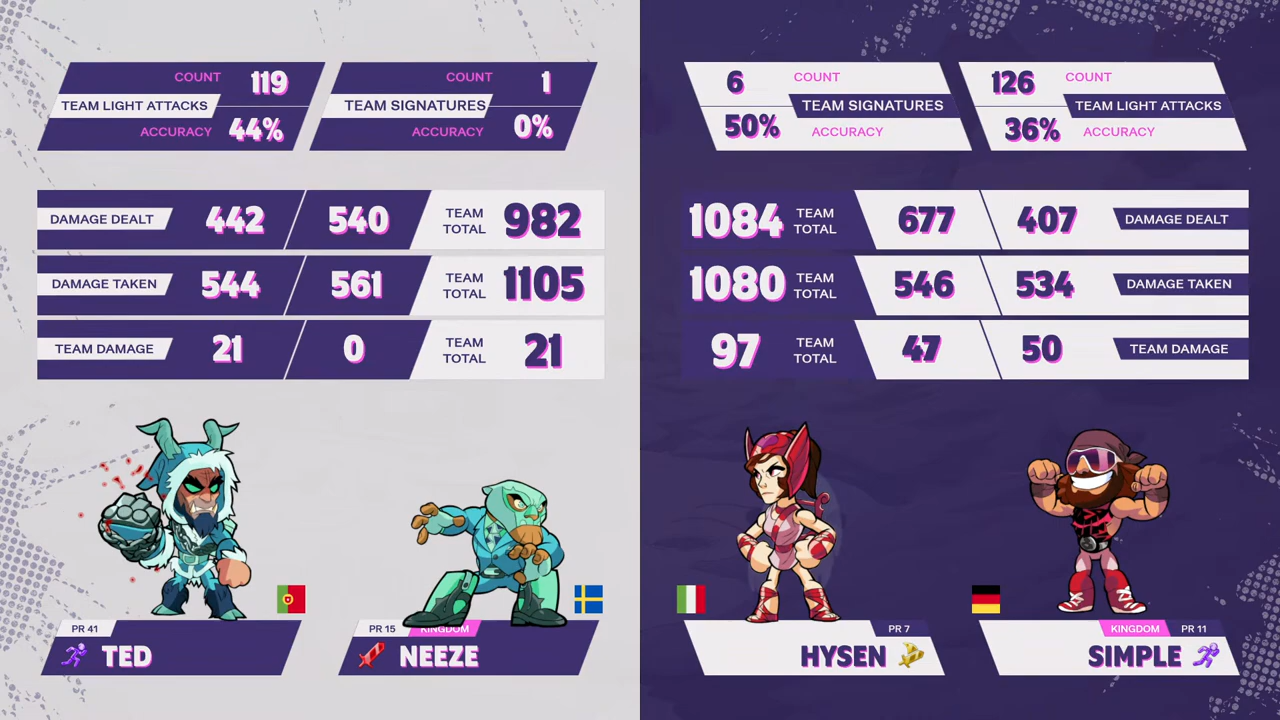 COUNT 119
TEAM LIGHT ATTACKS
ACCURACY 44%
COUNT 1
TEAM SIGNATURES
ACCURACY 0%
6 COUNT
TEAM SIGNATURES
50% ACCURACY
126 COUNT
TEAM LIGHT ATTACKS
36% ACCURACY
DAMAGE DEALT 442 540 TEAM TOTAL 982
DAMAGE TAKEN 544 561 TEAM TOTAL 1105
TEAM DAMAGE 21 0 TEAM TOTAL 21
1084 TEAM TOTAL 677 407 DAMAGE DEALT
1080 TEAM TOTAL 546 534 DAMAGE TAKEN
97 TEAM TOTAL 47 50 TEAM DAMAGE
PR 41
TED
PR 15 KINGDOM
NEEZE
PR 7
HYSEN
KINGDOM PR 11
SIMPLE